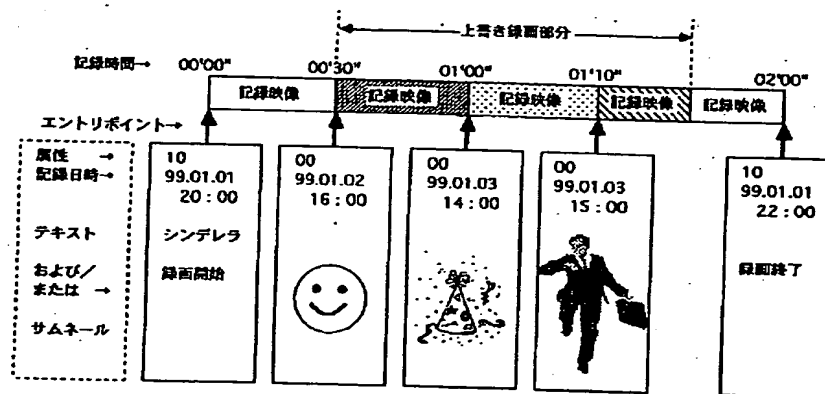 上書き録画部分
記録時間→
00'00"
00'30"
01'00"
01'10"
02'00"
記録映像
記録映像
記録映像
記録映像
記録映像
エントリポイント→
属性 →
記録日時→
テキスト
および/
または →
サムネール
10
99.01.01
20:00
シンデレラ
録画開始
00
99.01.02
16:00
00
99.01.03
14:00
00
99.01.03
15:00
10
99.01.01
22:00
録画終了